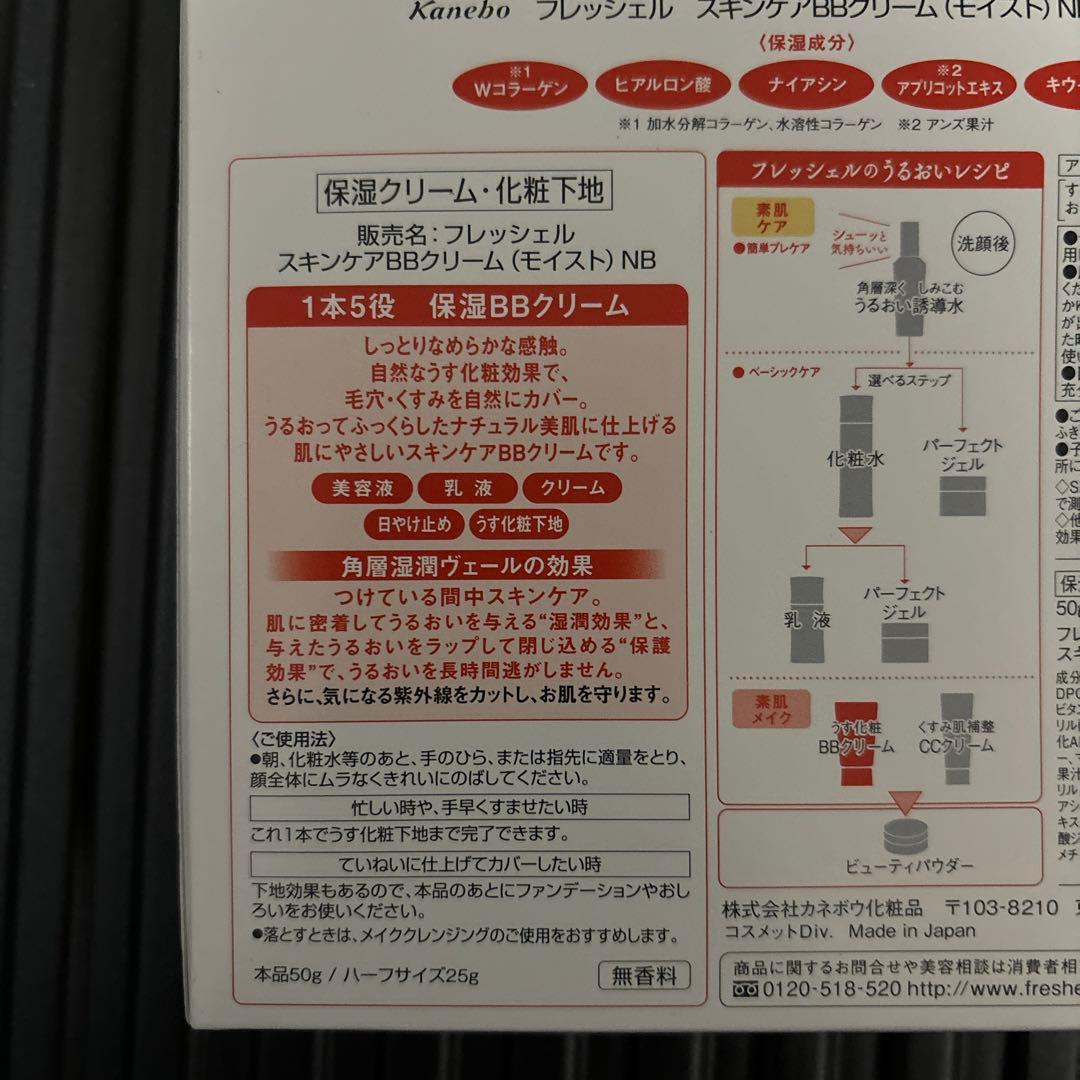 Kanebo フレッシェル スキンケアBBクリーム(モイスト)NB
〈保湿成分〉
※1
Wコラーゲン
ヒアルロン酸
ナイアシン
※2
アプリコットエキス
キウ
※1 加水分解コラーゲン、水溶性コラーゲン ※2 アンズ果汁
保湿クリーム・化粧下地
販売名:フレッシェル
スキンケアBBクリーム(モイスト)NB
1本5役 保湿BBクリーム
しっとりなめらかな感触。
自然なうす化粧効果で、
毛穴・くすみを自然にカバー。
うるおってふっくらしたナチュラル美肌に仕上げる
肌にやさしいスキンケアBBクリームです。
美容液
乳液
クリーム
日やけ止め
うす化粧下地
角層湿潤ヴェールの効果
つけている間中スキンケア。
肌に密着してうるおいを与える“湿潤効果”と、
与えたうるおいをラップして閉じ込める“保護
効果”で、うるおいを長時間逃がしません。
さらに、気になる紫外線をカットし、お肌を守ります。
〈ご使用法〉
●朝、化粧水等のあと、手のひら、または指先に適量をとり、
顔全体にムラなくきれいにのばしてください。
忙しい時や、手早くすませたい時
これ1本でうす化粧下地まで完了できます。
ていねいに仕上げてカバーしたい時
下地効果もあるので、本品のあとにファンデーションやおし
ろいをお使いください。
●落とすときは、メイククレンジングのご使用をおすすめします。
本品50g/ハーフサイズ25g
無香料
フレッシェルのうるおいレシピ
素肌
ケア
●簡単プレケア
シューッと
気持ちいい
洗顔後
角層深く しみこむ
うるおい誘導水
●ベーシックケア
選べるステップ
化粧水
パーフェクト
ジェル
乳液
パーフェクト
ジェル
素肌
メイク
うす化粧
BBクリーム
くすみ肌補整
CCクリーム
ビューティパウダー
株式会社カネボウ化粧品 〒103-8210
コスメットDiv. Made in Japan
商品に関するお問合せや美容相談は消費者相
0120-518-520 http://www.freshe